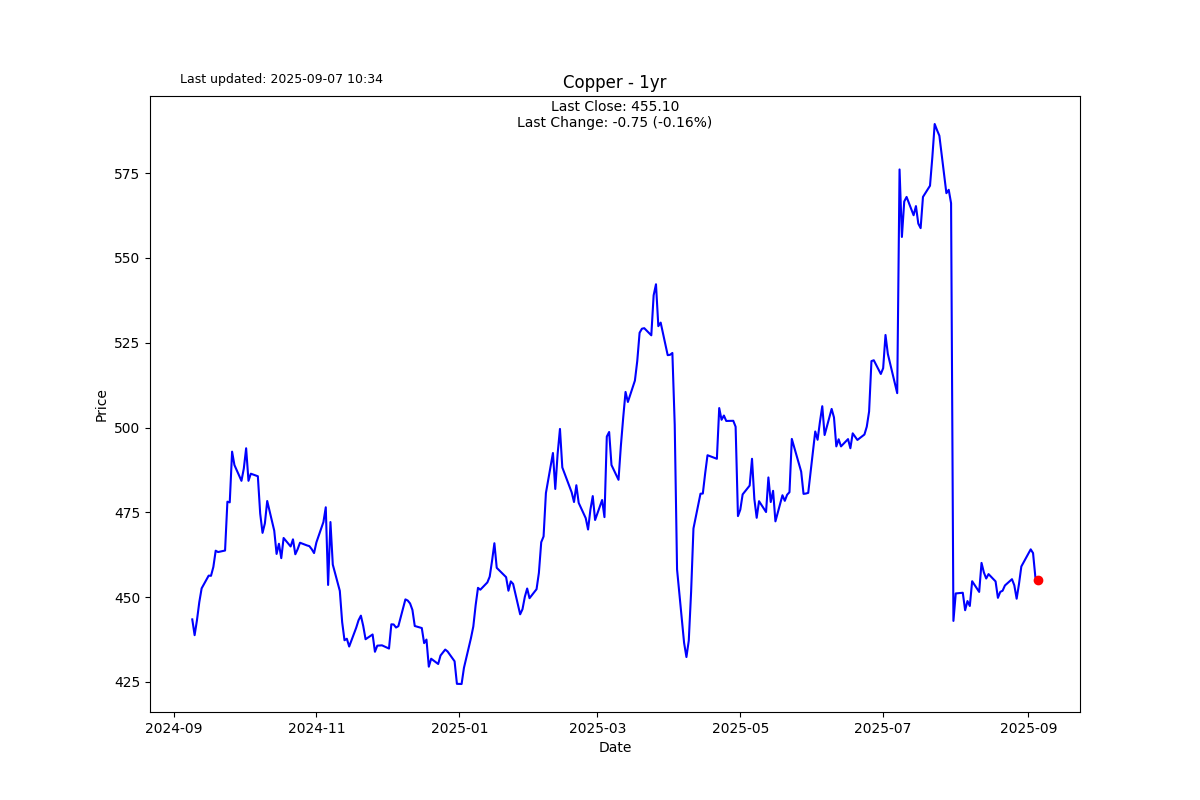 Last updated: 2025-09-07 10:34
Copper - 1yr
Last Close: 455.10
Last Change: -0.75 (-0.16%)
575
550
525
500
475
450
425
Price
2024-09
2024-11
2025-01
2025-03
2025-05
2025-07
2025-09
Date